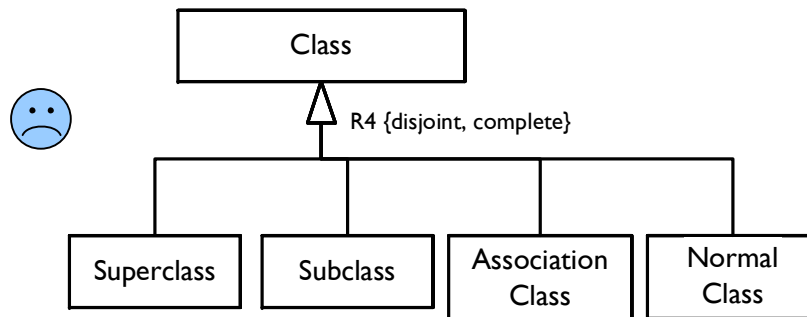 Class
R4 {disjoint, complete}
Superclass
Subclass
Association
Class
Normal
Class